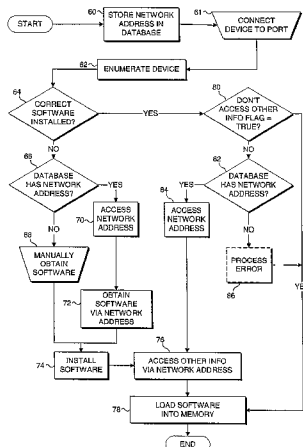 START
60
STORE NETWORK
ADDRESS IN
DATABASE
61
CONNECT
DEVICE TO PORT
62
ENUMERATE DEVICE
64
CORRECT
SOFTWARE
INSTALLED?
YES
80
DON'T
ACCESS OTHER
INFO FLAG =
TRUE?
NO
NO
66
DATABASE
HAS NETWORK
ADDRESS?
YES
82
DATABASE
HAS NETWORK
ADDRESS?
YES
NO
70
ACCESS
NETWORK
ADDRESS
84
ACCESS
NETWORK
ADDRESS
NO
68
MANUALLY
OBTAIN
SOFTWARE
PROCESS
ERROR
86
YES
72
OBTAIN
SOFTWARE
VIA NETWORK
ADDRESS
74
INSTALL
SOFTWARE
76
ACCESS OTHER INFO
VIA NETWORK ADDRESS
78
LOAD SOFTWARE
INTO MEMORY
END